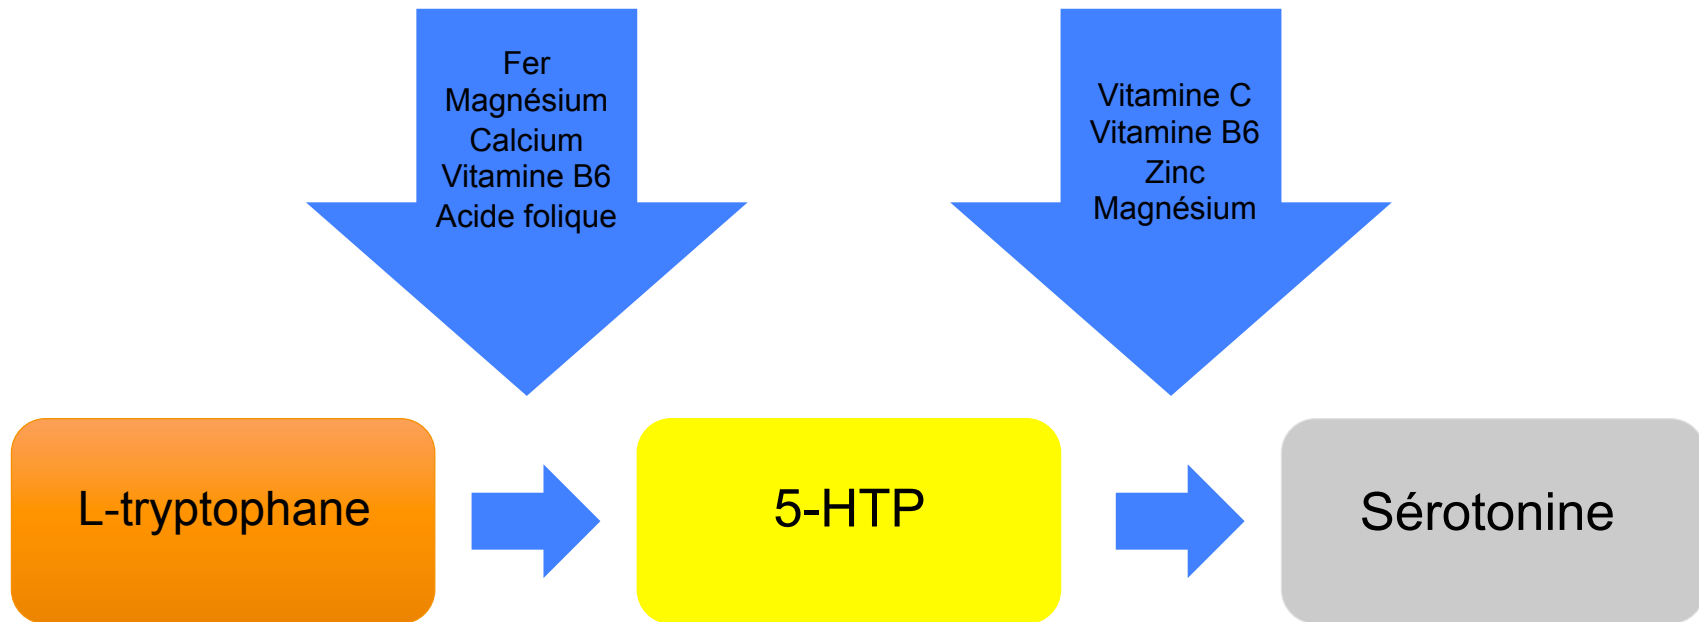 Fer
Magnésium
Calcium
Vitamine B6
Acide folique
Vitamine C
Vitamine B6
Zinc
Magnésium
L-tryptophane
5-HTP
Sérotonine